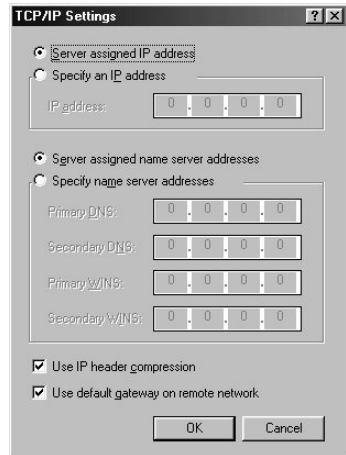 TCP/IP Settings
Server assigned IP address
Specify an IP address
IP address: 0 . 0 . 0 . 0
Server assigned name server addresses
Specify name server addresses
Primary DNS: 0 . 0 . 0 . 0
Secondary DNS: 0 . 0 . 0 . 0
Primary WINS: 0 . 0 . 0 . 0
Secondary WINS: 0 . 0 . 0 . 0
Use IP header compression
Use default gateway on remote network
OK Cancel